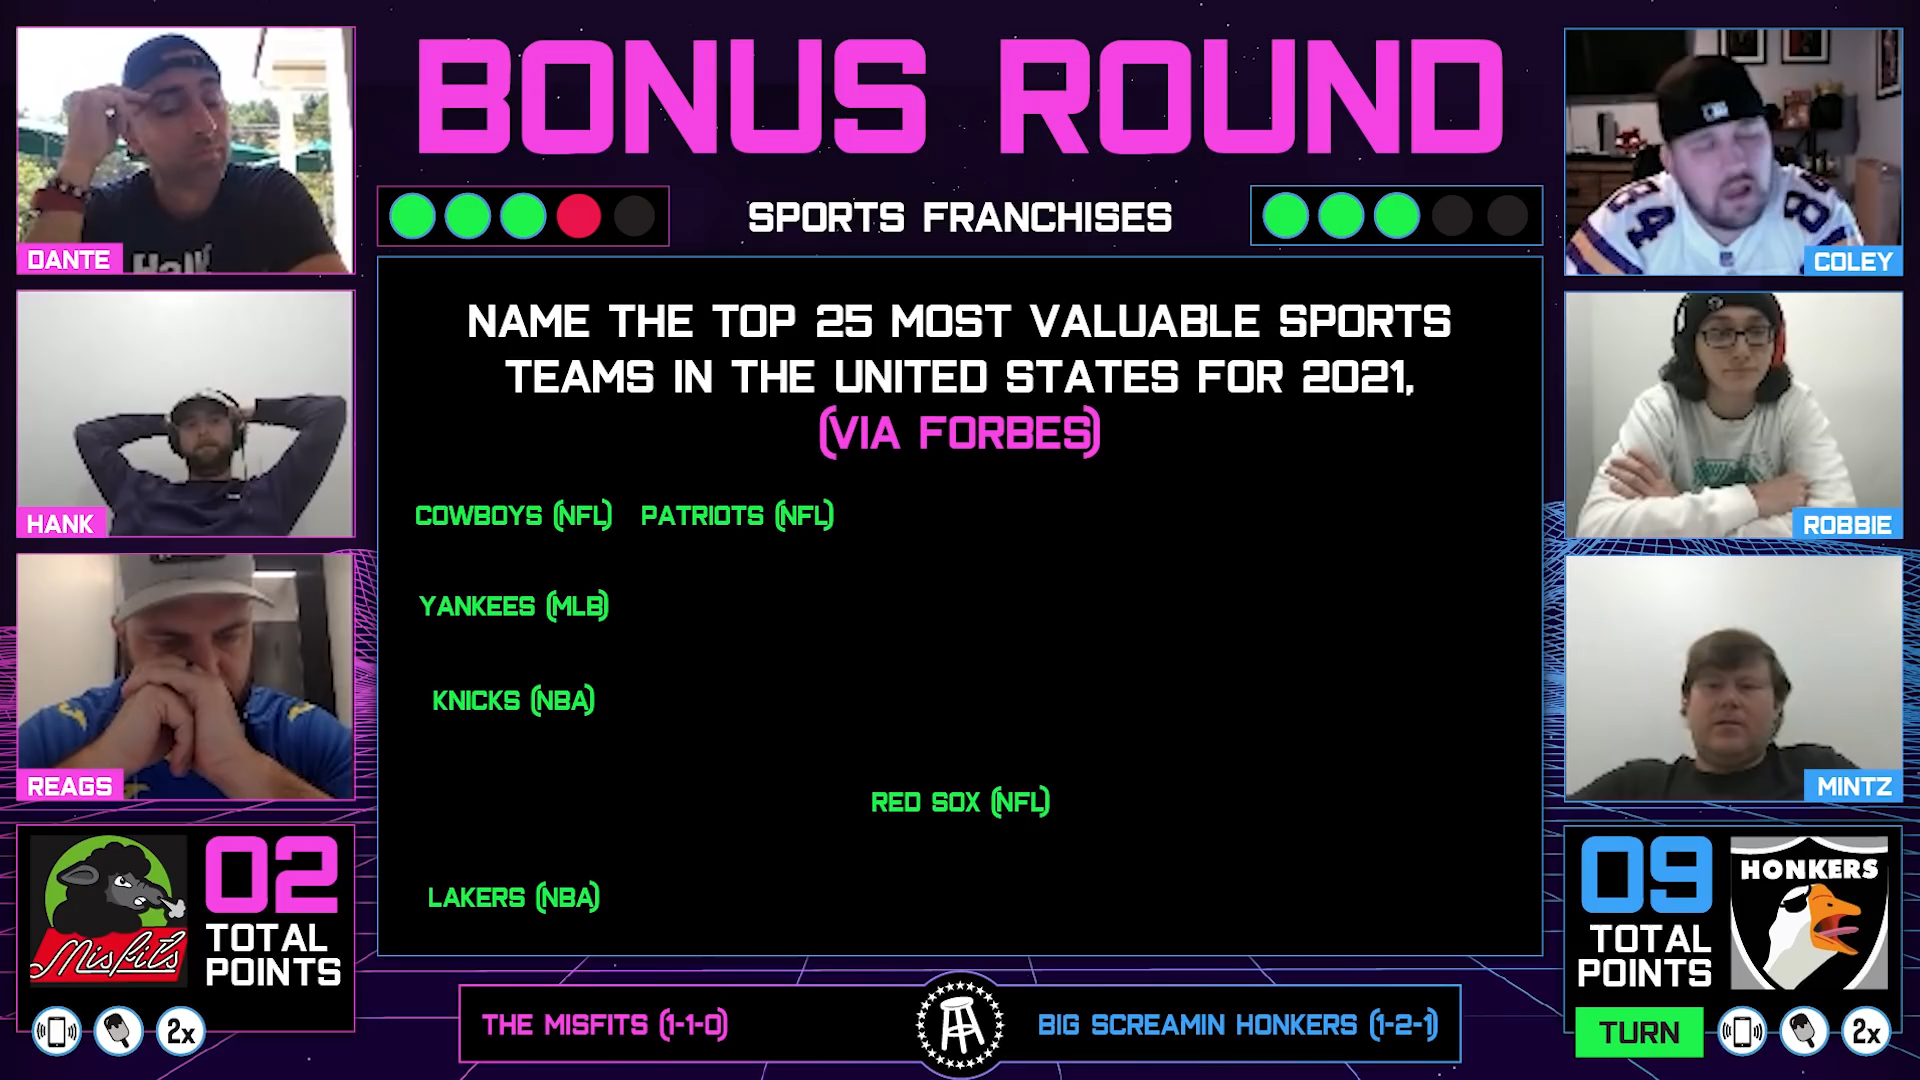 BONUS ROUND
SPORTS FRANCHISES
NAME THE TOP 25 MOST VALUABLE SPORTS
TEAMS IN THE UNITED STATES FOR 2021,
(VIA FORBES)
COWBOYS (NFL) PATRIOTS (NFL)
YANKEES (MLB)
KNICKS (NBA)
RED SOX (NFL)
LAKERS (NBA)
DANTE
HANK
REAGS
COLEY
84
ROBBIE
MINTZ
Misfits
02
TOTAL
POINTS
2x
THE MISFITS (1-1-0)
BIG SCREAMIN HONKERS (1-2-1)
09
TOTAL
POINTS
HONKERS
TURN
2x